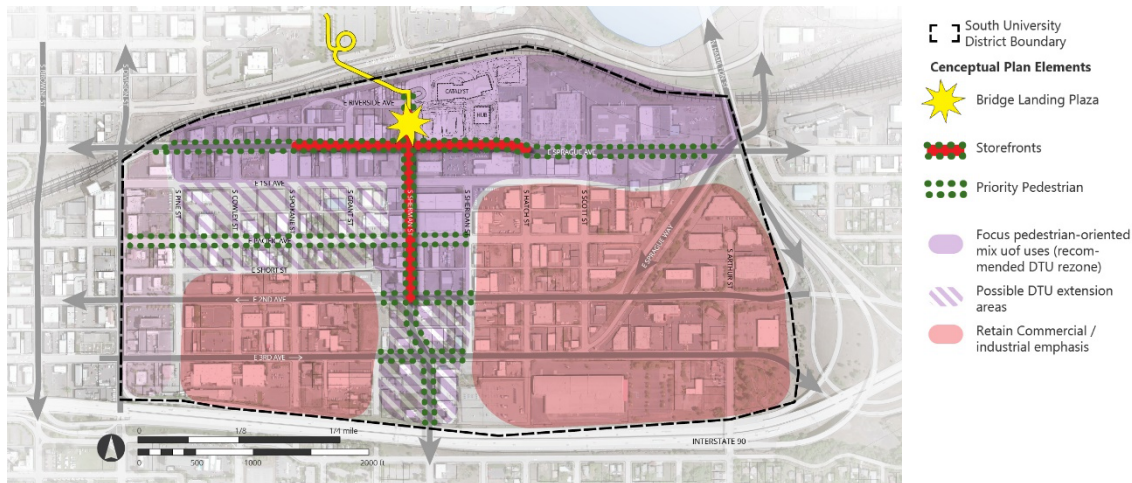 South University
District Boundary
Conceptual Plan Elements
Bridge Landing Plaza
Storefronts
Priority Pedestrian
Focus pedestrian-oriented
mix uof uses (recom-
mended DTU rezone)
Possible DTU extension
areas
Retain Commercial /
industrial emphasis
CATALYST
E RIVERSIDE AVE
HUB
E SPRAGUE AVE
E 1ST AVE
S PINE ST
S COWLEY ST
S SPOKANE ST
S GRANT ST
S SHERMAN ST
S SHERIDAN ST
S HATCH ST
S SCOTT ST
E PACIFIC AVE
E SPRAGUE WAY
S ARTHUR ST
E SHORT ST
E 2ND AVE
E 3RD AVE
INTERSTATE 90
0 1/8 1/4 mile
0 500 1000 2000 ft